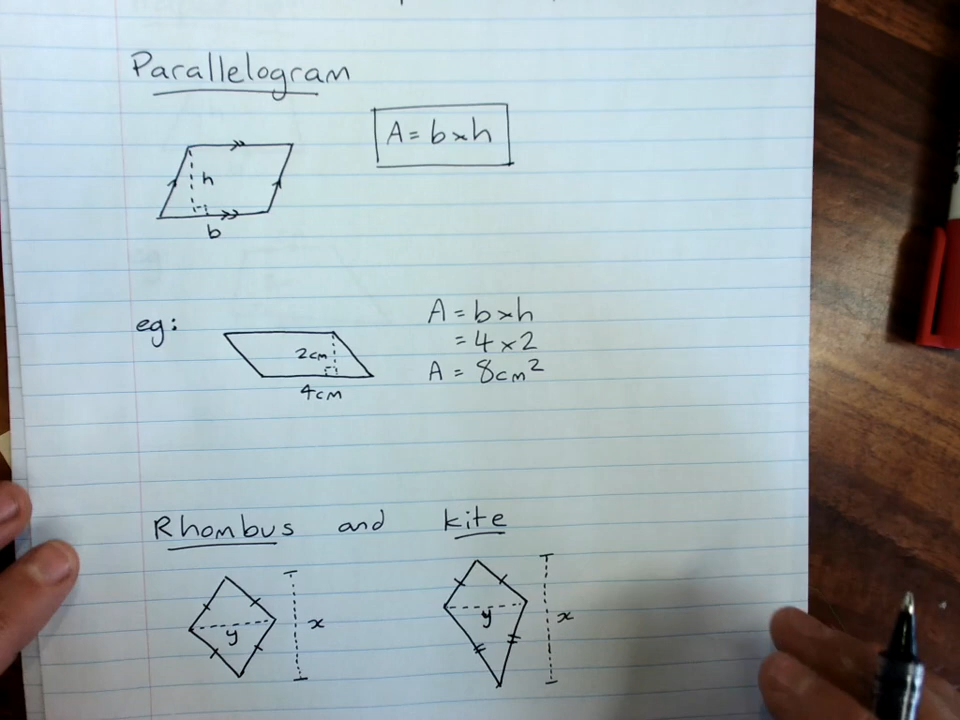 Parallelogram
A = b x h
h
b
eg:
A = b x h
= 4 x 2
A = 8cm²
2cm
4cm
Rhombus and kite
y
x
y
x